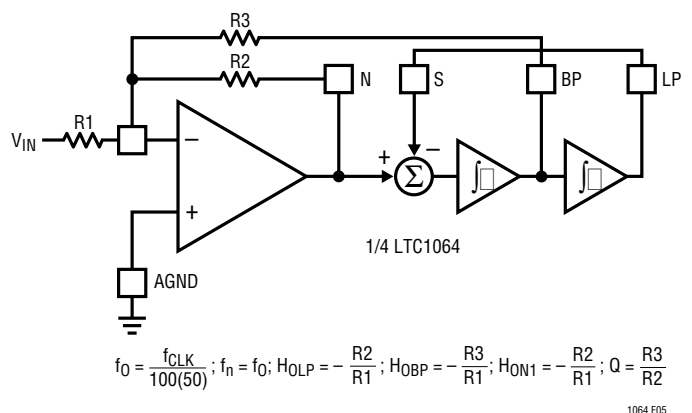 R3
R2
N
S
BP
LP
R1
VIN
−
+
+
−
Σ
∫
∫
1/4 LTC1064
AGND
fO = fCLK / 100(50) ; fn = fO; HOLP = − R2 / R1 ; HOBP = − R3 / R1 ; HON1 = − R2 / R1 ; Q = R3 / R2
1064 F05